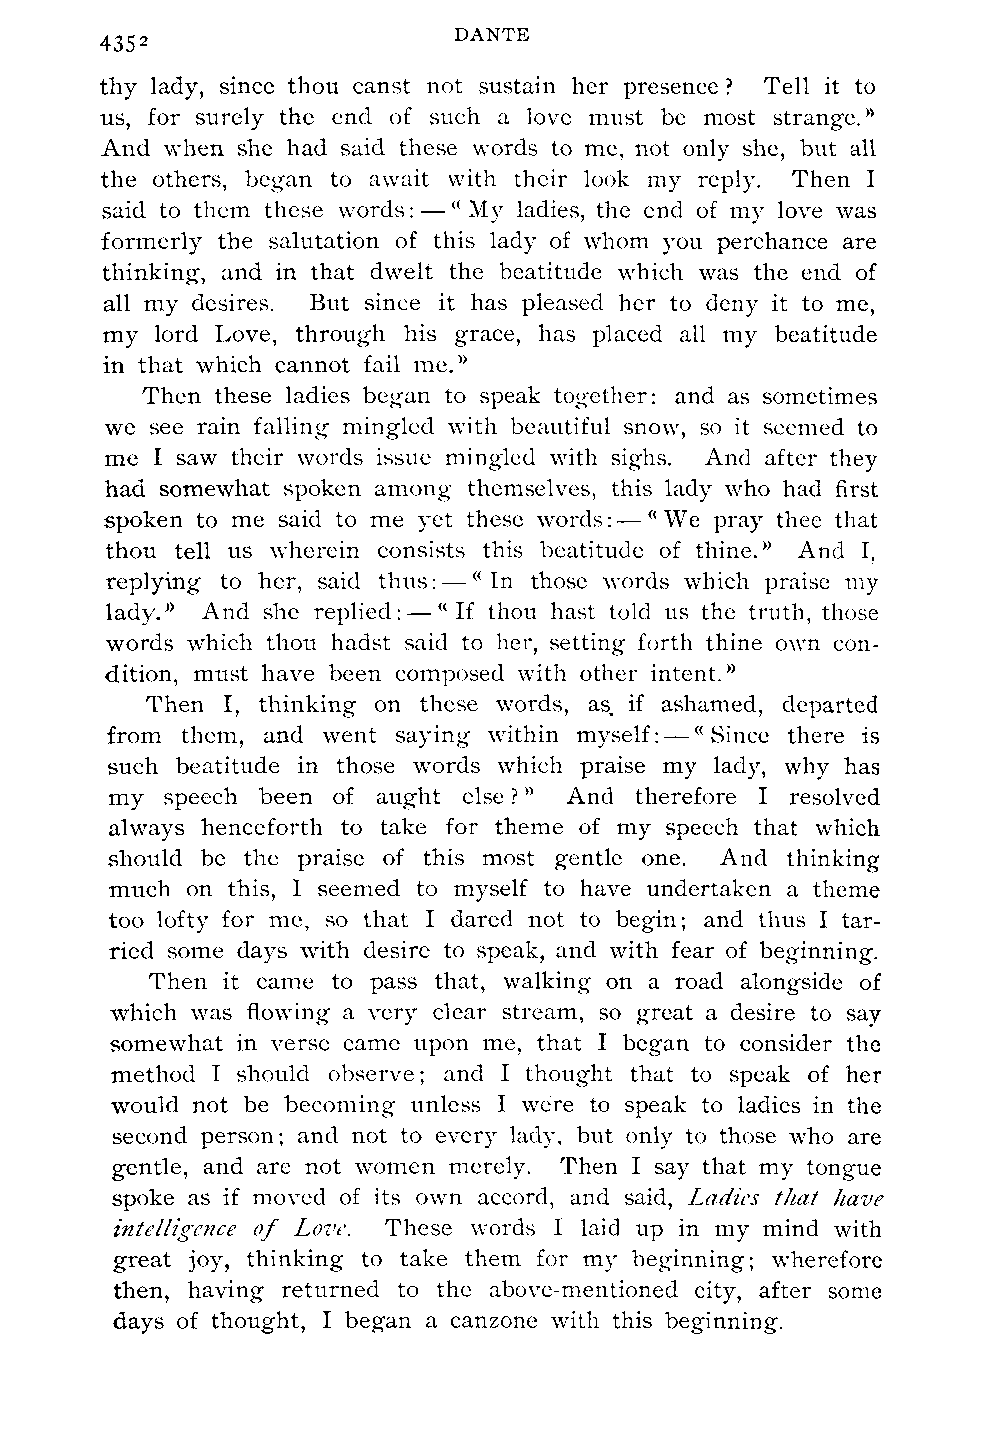 4352
DANTE
thy lady, since thou canst not sustain her presence? Tell it to
us, for surely the end of such a love must be most strange.»
And when she had said these words to me, not only she, but all
the others, began to await with their look my reply. Then I
said to them these words:—«My ladies, the end of my love was
formerly the salutation of this lady of whom you perchance are
thinking, and in that dwelt the beatitude which was the end of
all my desires. But since it has pleased her to deny it to me,
my lord Love, through his grace, has placed all my beatitude
in that which cannot fail me.»
Then these ladies began to speak together: and as sometimes
we see rain falling mingled with beautiful snow, so it seemed to
me I saw their words issue mingled with sighs. And after they
had somewhat spoken among themselves, this lady who had first
spoken to me said to me yet these words:—«We pray thee that
thou tell us wherein consists this beatitude of thine.» And I,
replying to her, said thus:—«In those words which praise my
lady.» And she replied:—«If thou hast told us the truth, those
words which thou hadst said to her, setting forth thine own con-
dition, must have been composed with other intent.»
Then I, thinking on these words, as if ashamed, departed
from them, and went saying within myself:—«Since there is
such beatitude in those words which praise my lady, why has
my speech been of aught else?» And therefore I resolved
always henceforth to take for theme of my speech that which
should be the praise of this most gentle one. And thinking
much on this, I seemed to myself to have undertaken a theme
too lofty for me, so that I dared not to begin; and thus I tar-
ried some days with desire to speak, and with fear of beginning.
Then it came to pass that, walking on a road alongside of
which was flowing a very clear stream, so great a desire to say
somewhat in verse came upon me, that I began to consider the
method I should observe; and I thought that to speak of her
would not be becoming unless I were to speak to ladies in the
second person; and not to every lady, but only to those who are
gentle, and are not women merely. Then I say that my tongue
spoke as if moved of its own accord, and said, Ladies that have
intelligence of Love. These words I laid up in my mind with
great joy, thinking to take them for my beginning; wherefore
then, having returned to the above-mentioned city, after some
days of thought, I began a canzone with this beginning.